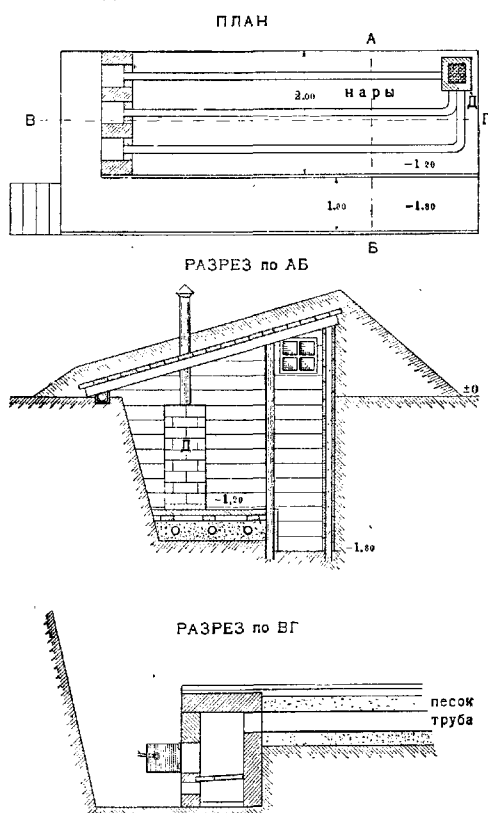 ПЛАН
А
2.00 нары
В Д Г
-1.20
1.00 -1.80
Б
РАЗРЕЗ по АБ
±0
Д
-1,20
-1.80
РАЗРЕЗ по ВГ
песок
труба